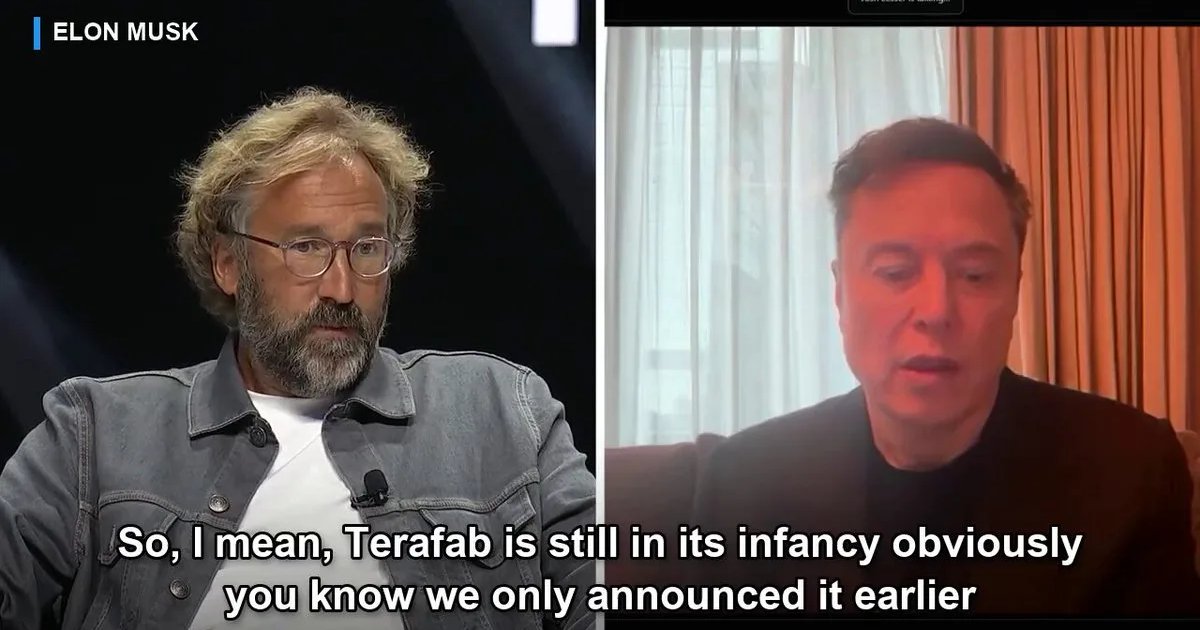 ELON MUSK
So, I mean, Terafab is still in its infancy obviously
you know we only announced it earlier